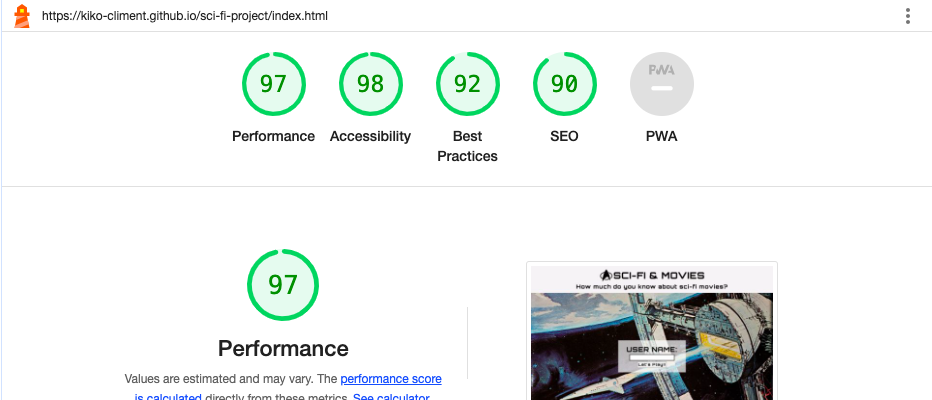 https://kiko-climent.github.io/sci-fi-project/index.html
97 98 92 90 PWA
Performance Accessibility Best Practices SEO PWA
97
Performance
Values are estimated and may vary. The performance score
is calculated directly from these metrics. See calculator.
SCI-FI & MOVIES
How much do you know about sci-fi movies?
USER NAME:
Let's Play!